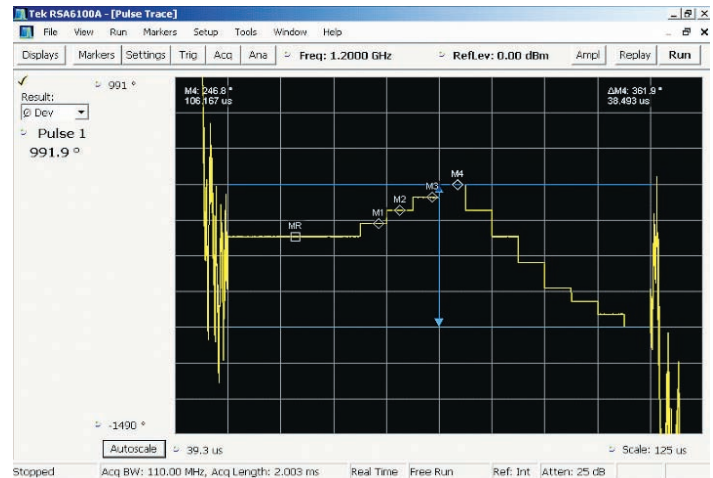 Tek RSA6100A - [Pulse Trace]
File View Run Markers Setup Tools Window Help
Displays Markers Settings Trig Acq Ana Freq: 1.2000 GHz RefLev: 0.00 dBm Ampl Replay Run
991 °
Result:
Ø Dev
Pulse 1
991.9 °
M4: 246.8 °
106.167 us
ΔM4: 361.9 °
38.493 us
M4
M3
M2
M1
MR
-1490 °
Autoscale 39.3 us Scale: 125 us
Stopped Acq BW: 110.00 MHz, Acq Length: 2.003 ms Real Time Free Run Ref: Int Atten: 25 dB